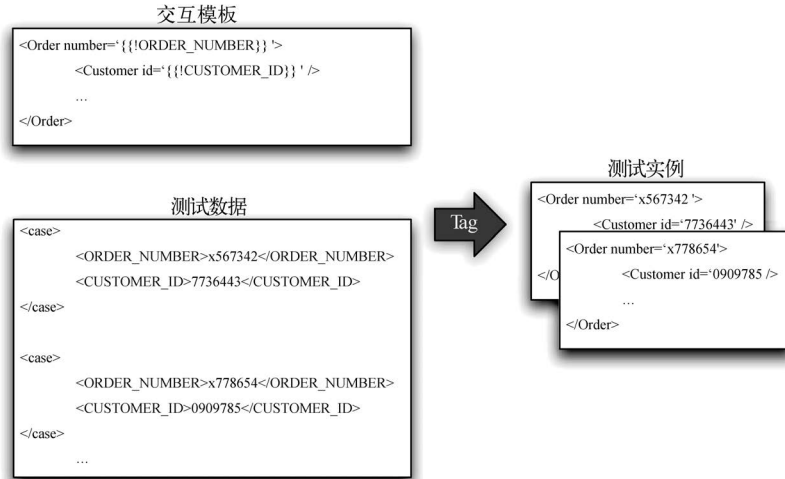 交互模板
<Order number=‘{{!ORDER_NUMBER}} '>
<Customer id=‘{{!CUSTOMER_ID}} ' />
…
</Order>
测试数据
<case>
<ORDER_NUMBER>x567342</ORDER_NUMBER>
<CUSTOMER_ID>7736443</CUSTOMER_ID>
</case>
<case>
<ORDER_NUMBER>x778654</ORDER_NUMBER>
<CUSTOMER_ID>0909785</CUSTOMER_ID>
</case>
…
Tag
测试实例
<Order number=‘x567342 '>
<Customer id=‘7736443' />
</O
<Order number=‘x778654'>
<Customer id=‘0909785 />
…
</Order>